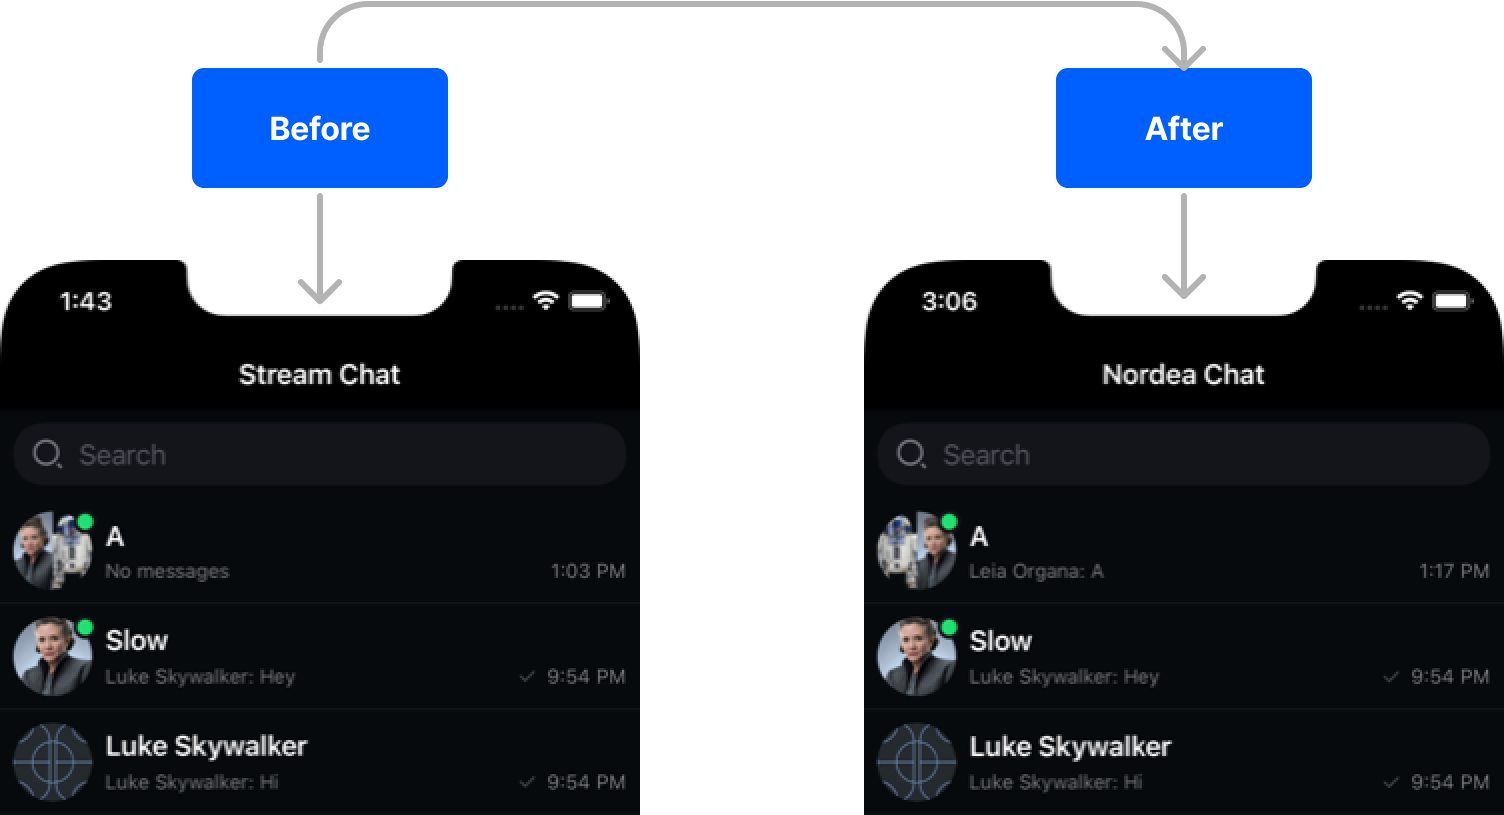 Before
After
1:43
Stream Chat
Search
A
No messages
1:03 PM
Slow
Luke Skywalker: Hey
9:54 PM
Luke Skywalker
Luke Skywalker: Hi
9:54 PM
3:06
Nordea Chat
Search
A
Leia Organa: A
1:17 PM
Slow
Luke Skywalker: Hey
9:54 PM
Luke Skywalker
Luke Skywalker: Hi
9:54 PM